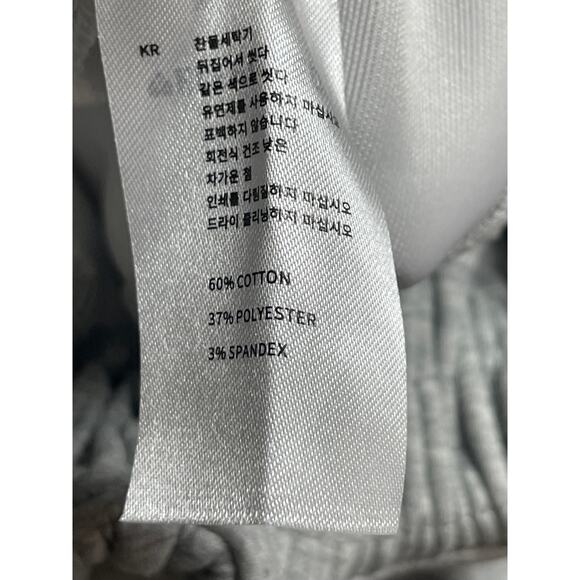 KR
찬물세탁기
뒤집어서 씻다
같은 색으로 씻다
유연제를 사용하지 마십시오
표백하지 않습니다
회전식 건조 낮은
차가운 철
인쇄를 다림질하지 마십시오
드라이 클리닝하지 마십시오
60% COTTON
37% POLYESTER
3% SPANDEX